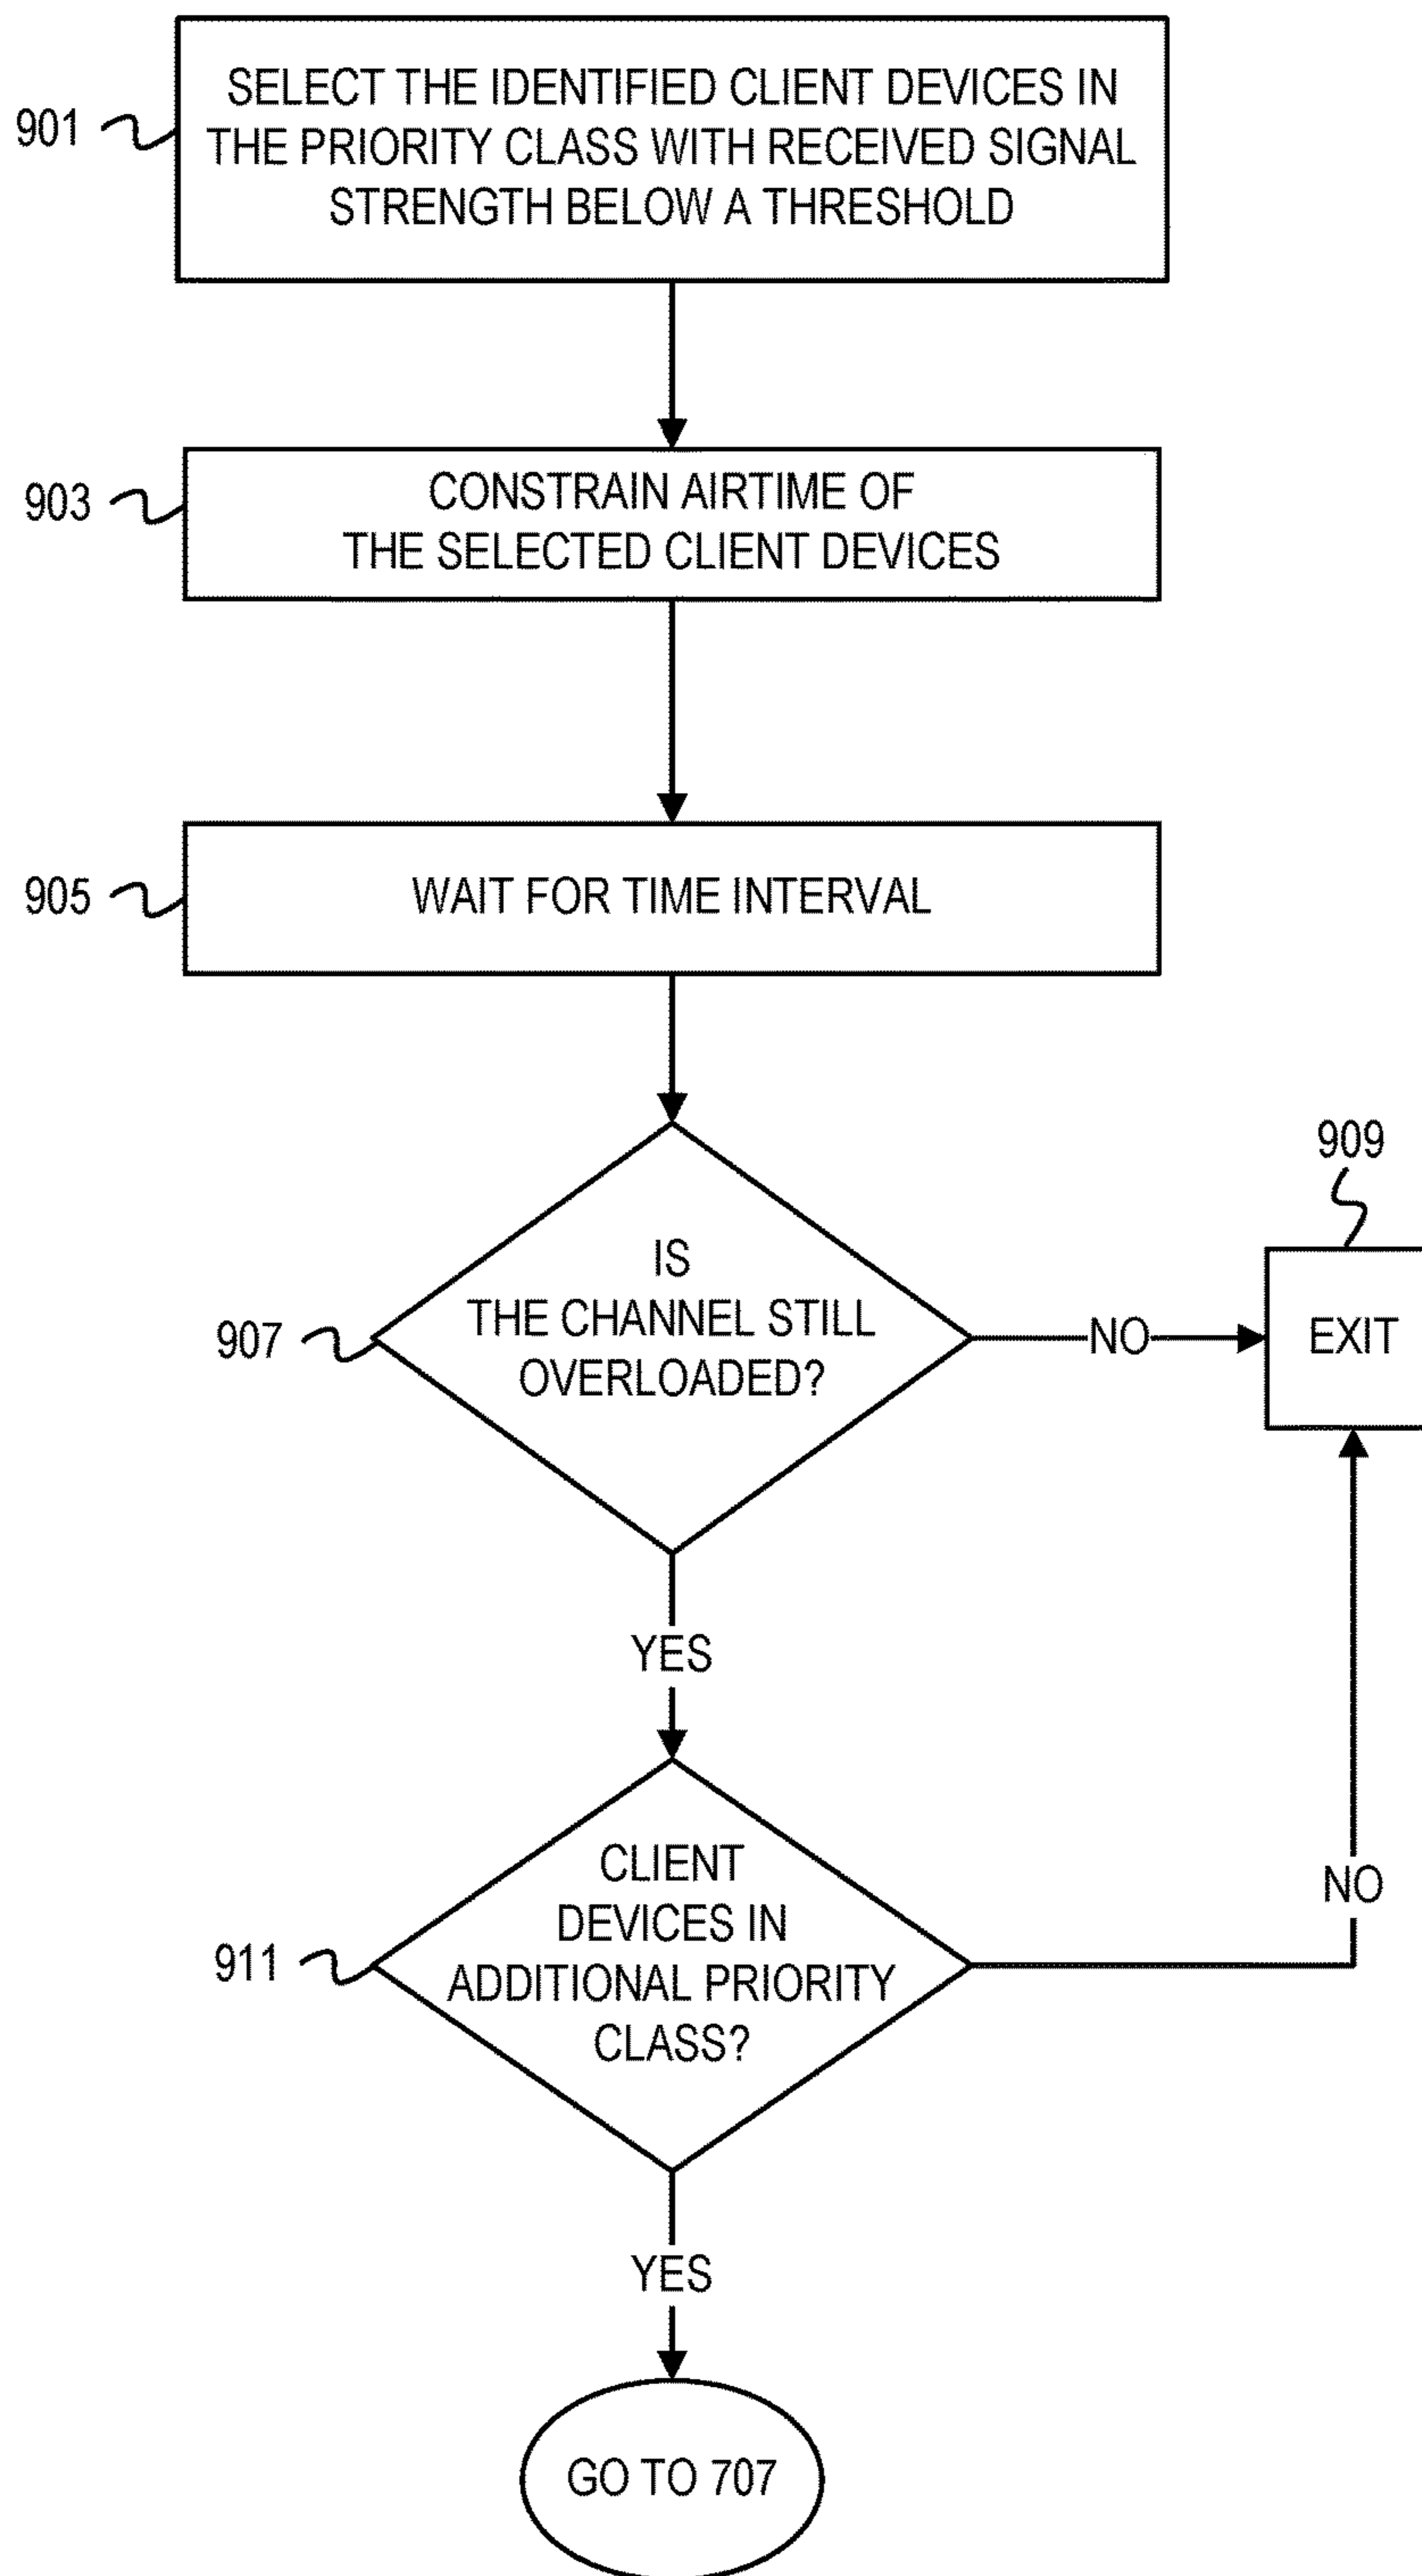 901
SELECT THE IDENTIFIED CLIENT DEVICES IN
THE PRIORITY CLASS WITH RECEIVED SIGNAL
STRENGTH BELOW A THRESHOLD
903
CONSTRAIN AIRTIME OF
THE SELECTED CLIENT DEVICES
905
WAIT FOR TIME INTERVAL
907
IS
THE CHANNEL STILL
OVERLOADED?
NO
909
EXIT
YES
911
CLIENT
DEVICES IN
ADDITIONAL PRIORITY
CLASS?
NO
YES
GO TO 707